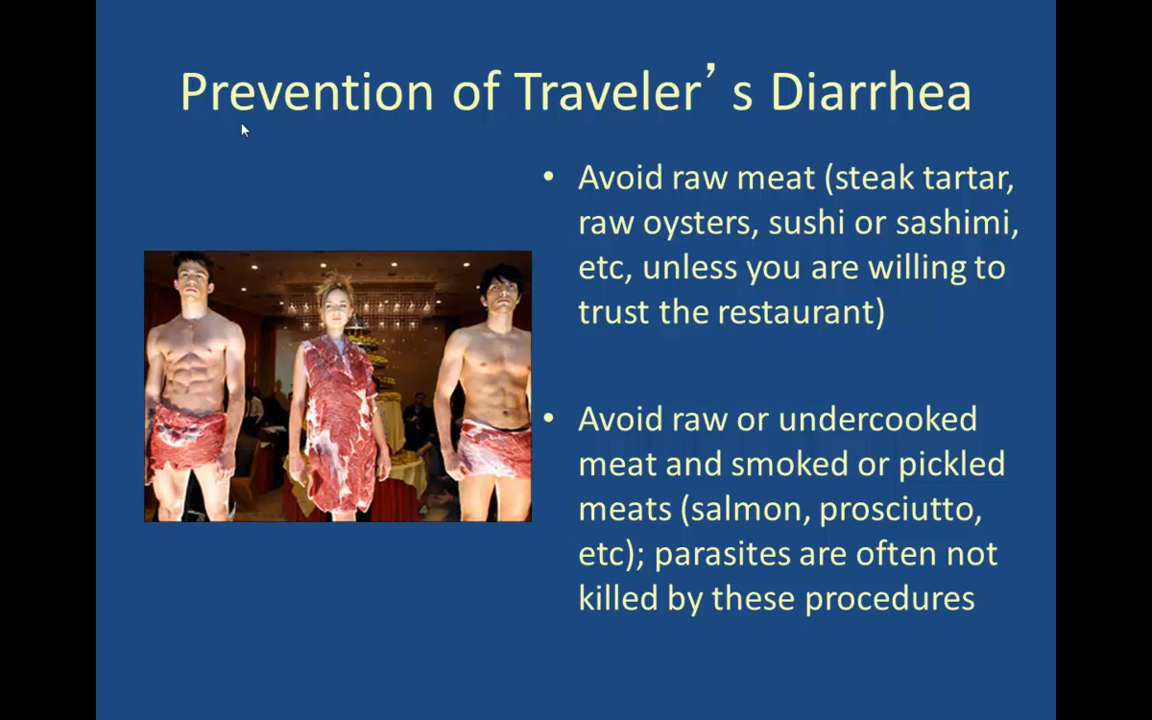 Prevention of Traveler’s Diarrhea
• Avoid raw meat (steak tartar,
raw oysters, sushi or sashimi,
etc, unless you are willing to
trust the restaurant)
• Avoid raw or undercooked
meat and smoked or pickled
meats (salmon, prosciutto,
etc); parasites are often not
killed by these procedures